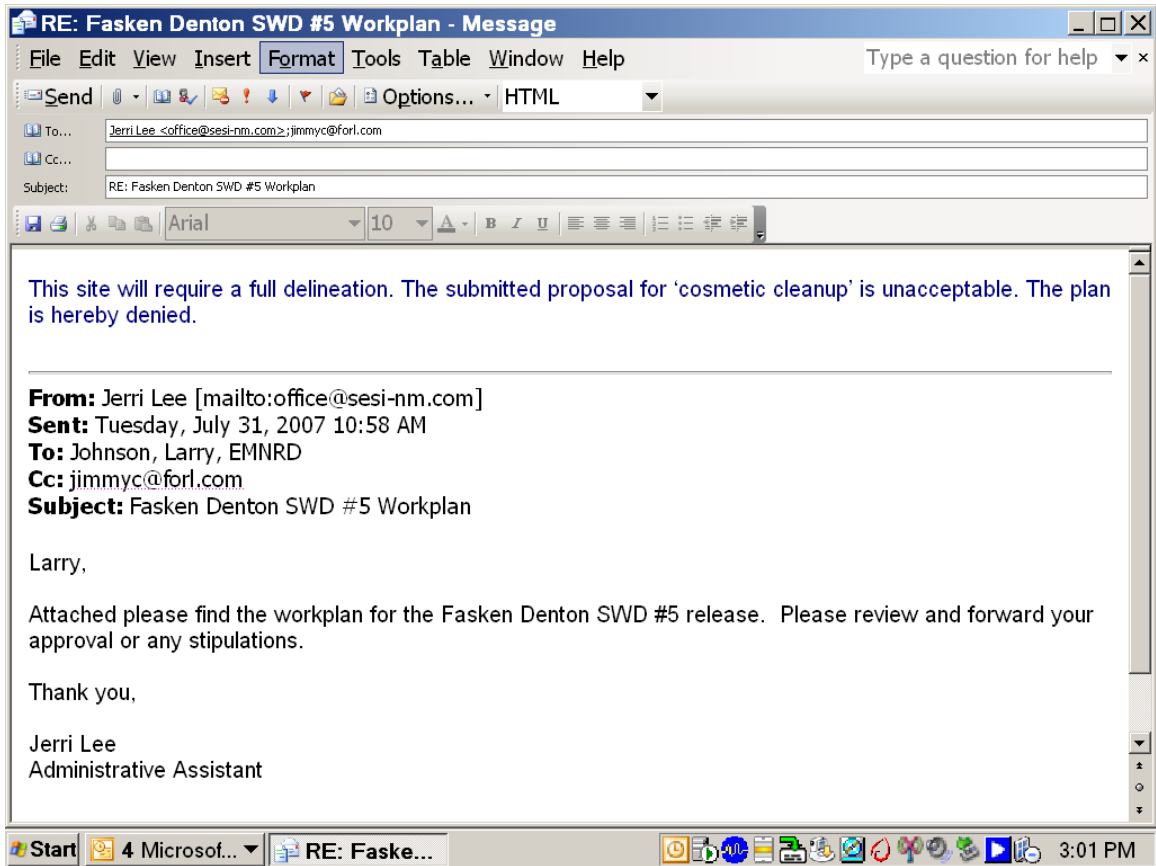 RE: Fasken Denton SWD #5 Workplan - Message
File Edit View Insert Format Tools Table Window Help Type a question for help
Send Options... HTML
To... Jerri Lee <office@sesi-nm.com>;jimmyc@forl.com
Cc...
Subject: RE: Fasken Denton SWD #5 Workplan
Arial 10 A B I U
This site will require a full delineation. The submitted proposal for ‘cosmetic cleanup’ is unacceptable. The plan
is hereby denied.
From: Jerri Lee [mailto:office@sesi-nm.com]
Sent: Tuesday, July 31, 2007 10:58 AM
To: Johnson, Larry, EMNRD
Cc: jimmyc@forl.com
Subject: Fasken Denton SWD #5 Workplan
Larry,
Attached please find the workplan for the Fasken Denton SWD #5 release. Please review and forward your
approval or any stipulations.
Thank you,
Jerri Lee
Administrative Assistant
Start 4 Microsof... RE: Faske... 3:01 PM